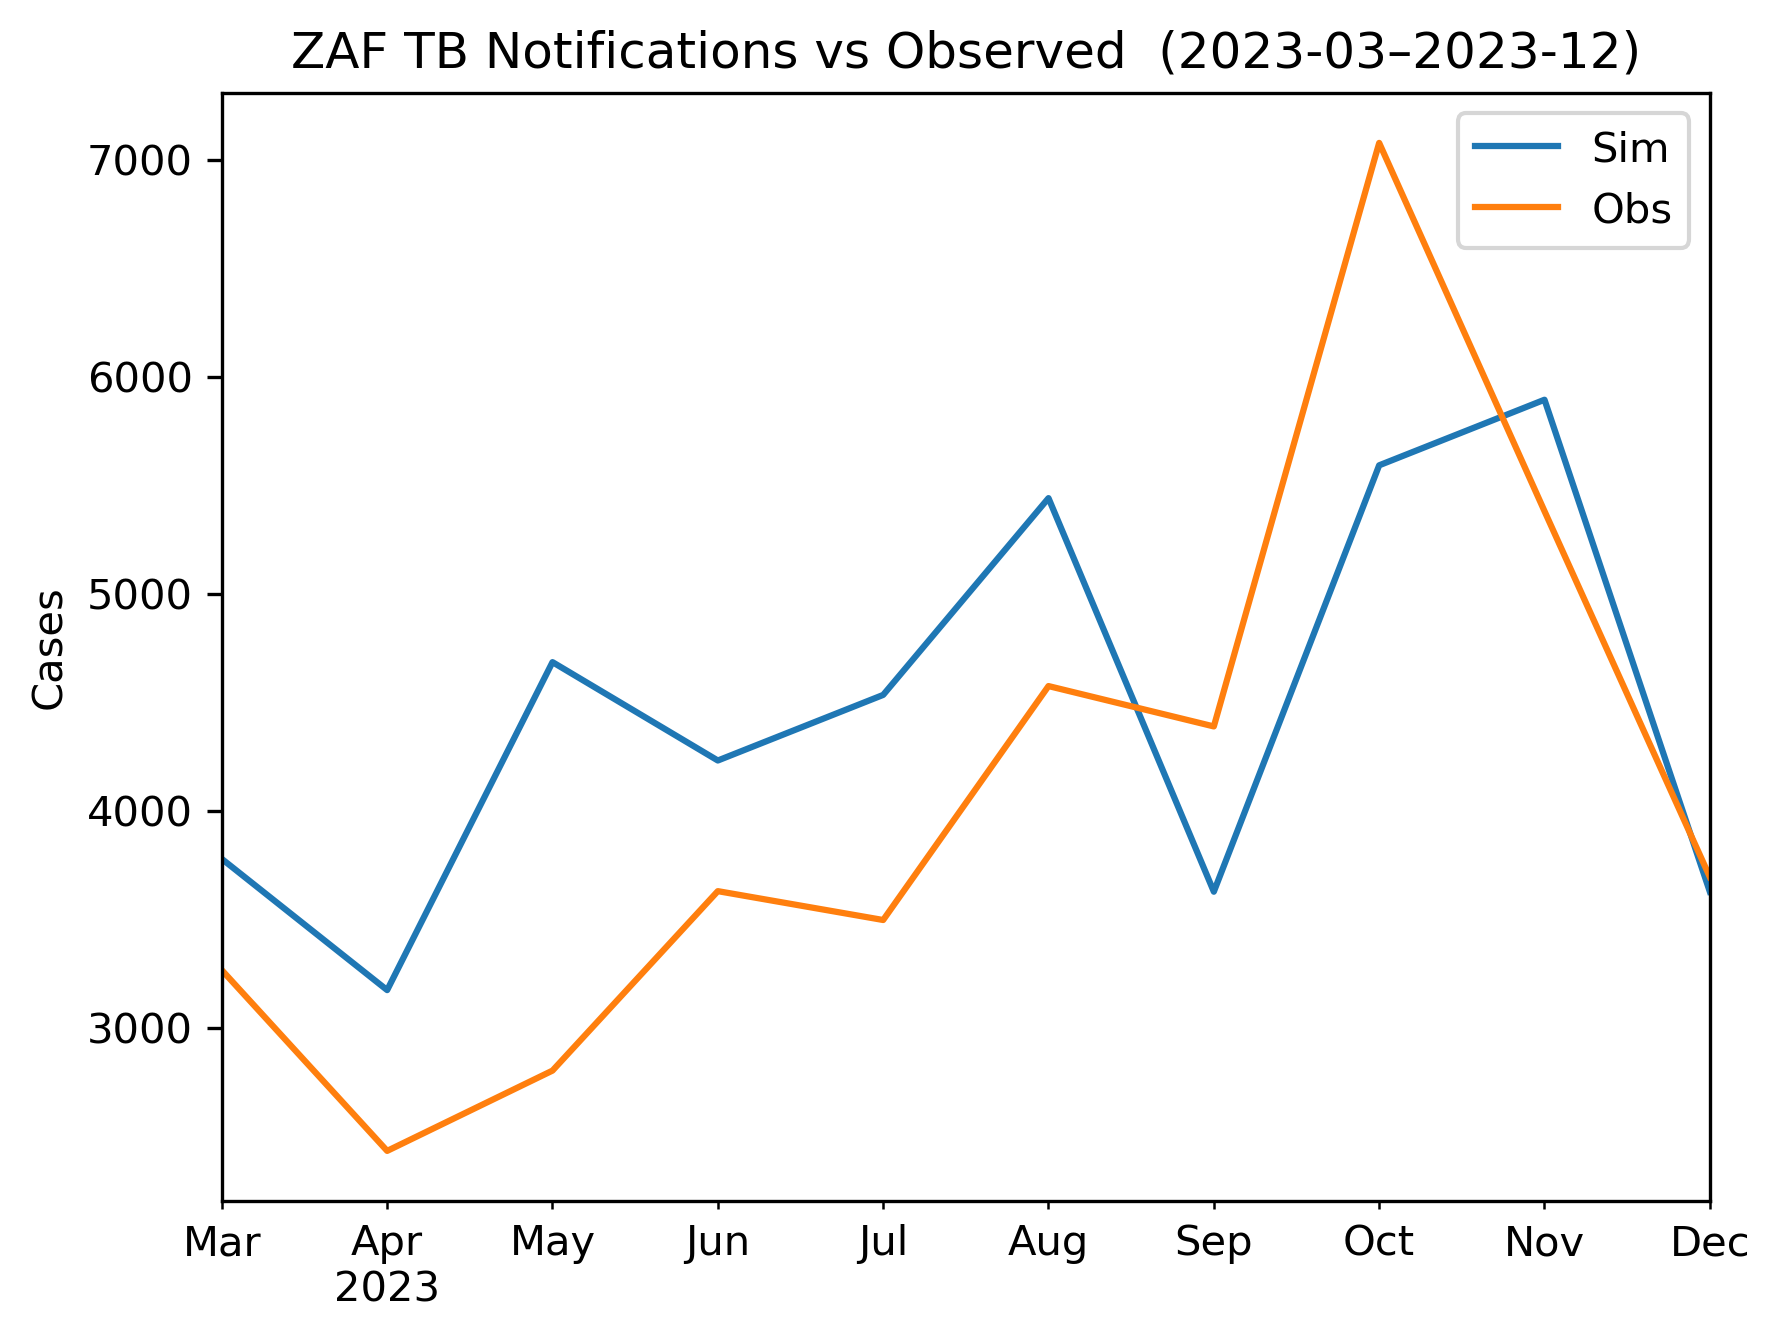 ZAF TB Notifications vs Observed  (2023-03–2023-12)
Sim
Obs
7000
6000
5000
4000
3000
Cases
Mar Apr May Jun Jul Aug Sep Oct Nov Dec
2023